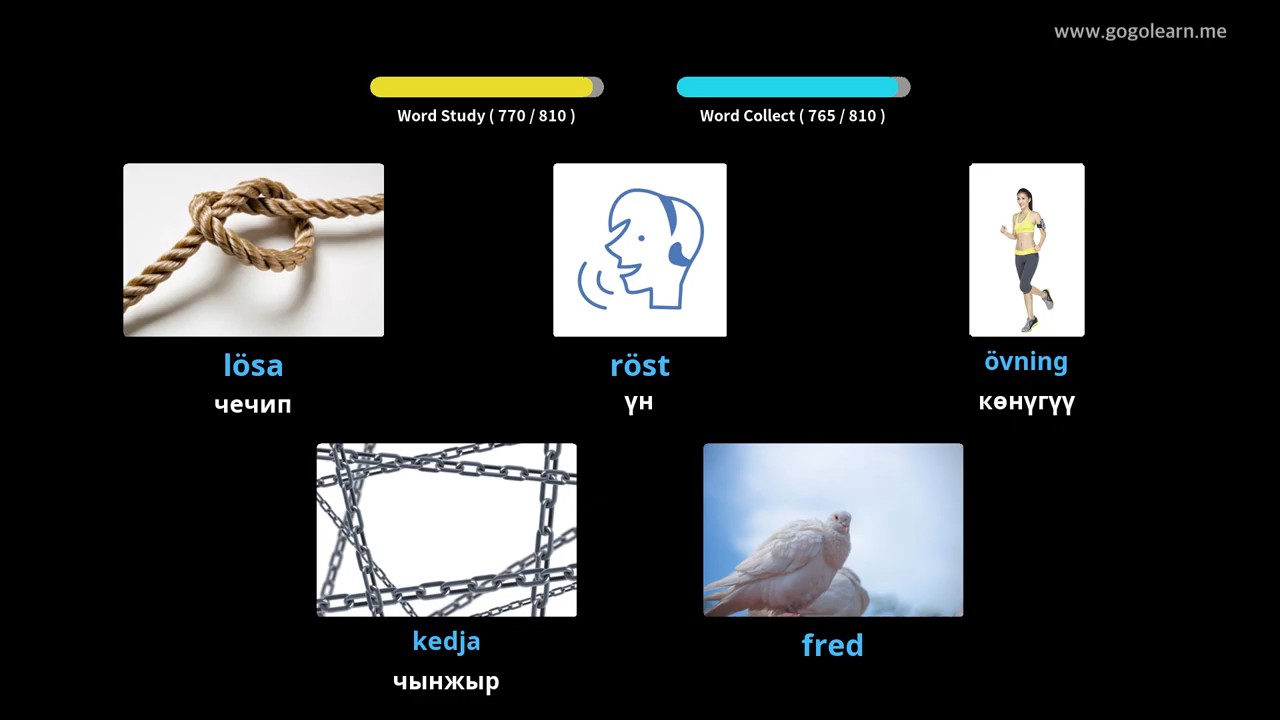 www.gogolearn.me
Word Study ( 770 / 810 )
Word Collect ( 765 / 810 )
lösa
чечип
röst
үн
övning
көнүгүү
kedja
чынжыр
fred